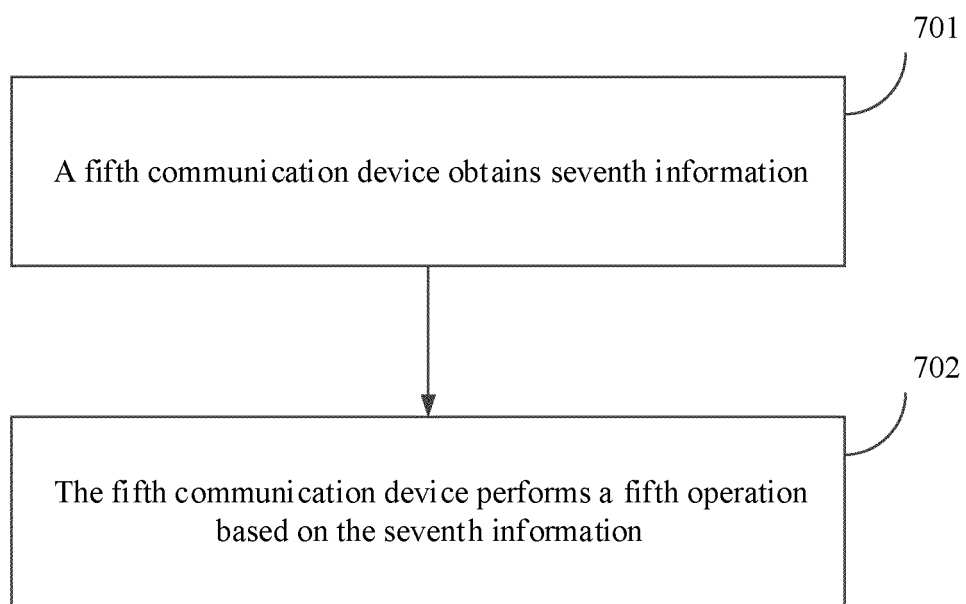 701
A fifth communication device obtains seventh information
702
The fifth communication device performs a fifth operation
based on the seventh information